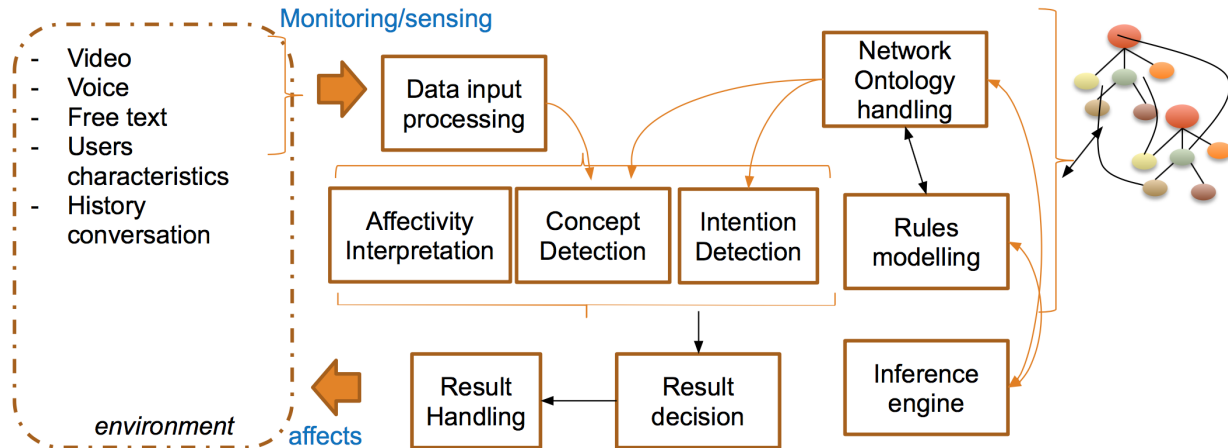 Monitoring/sensing
- Video
- Voice
- Free text
- Users
characteristics
- History
conversation
environment
Data input
processing
Network
Ontology
handling
Affectivity
Interpretation
Concept
Detection
Intention
Detection
Rules
modelling
Result
Handling
Result
decision
Inference
engine
affects